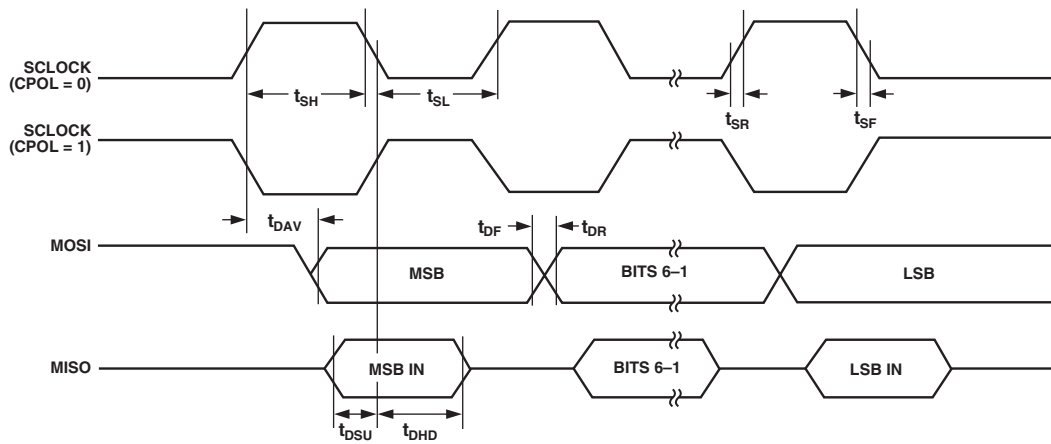 SCLOCK
(CPOL = 0)
tSH
tSL
tSR
tSF
SCLOCK
(CPOL = 1)
tDAV
tDF
tDR
MOSI
MSB
BITS 6–1
LSB
MISO
MSB IN
BITS 6–1
LSB IN
tDSU
tDHD